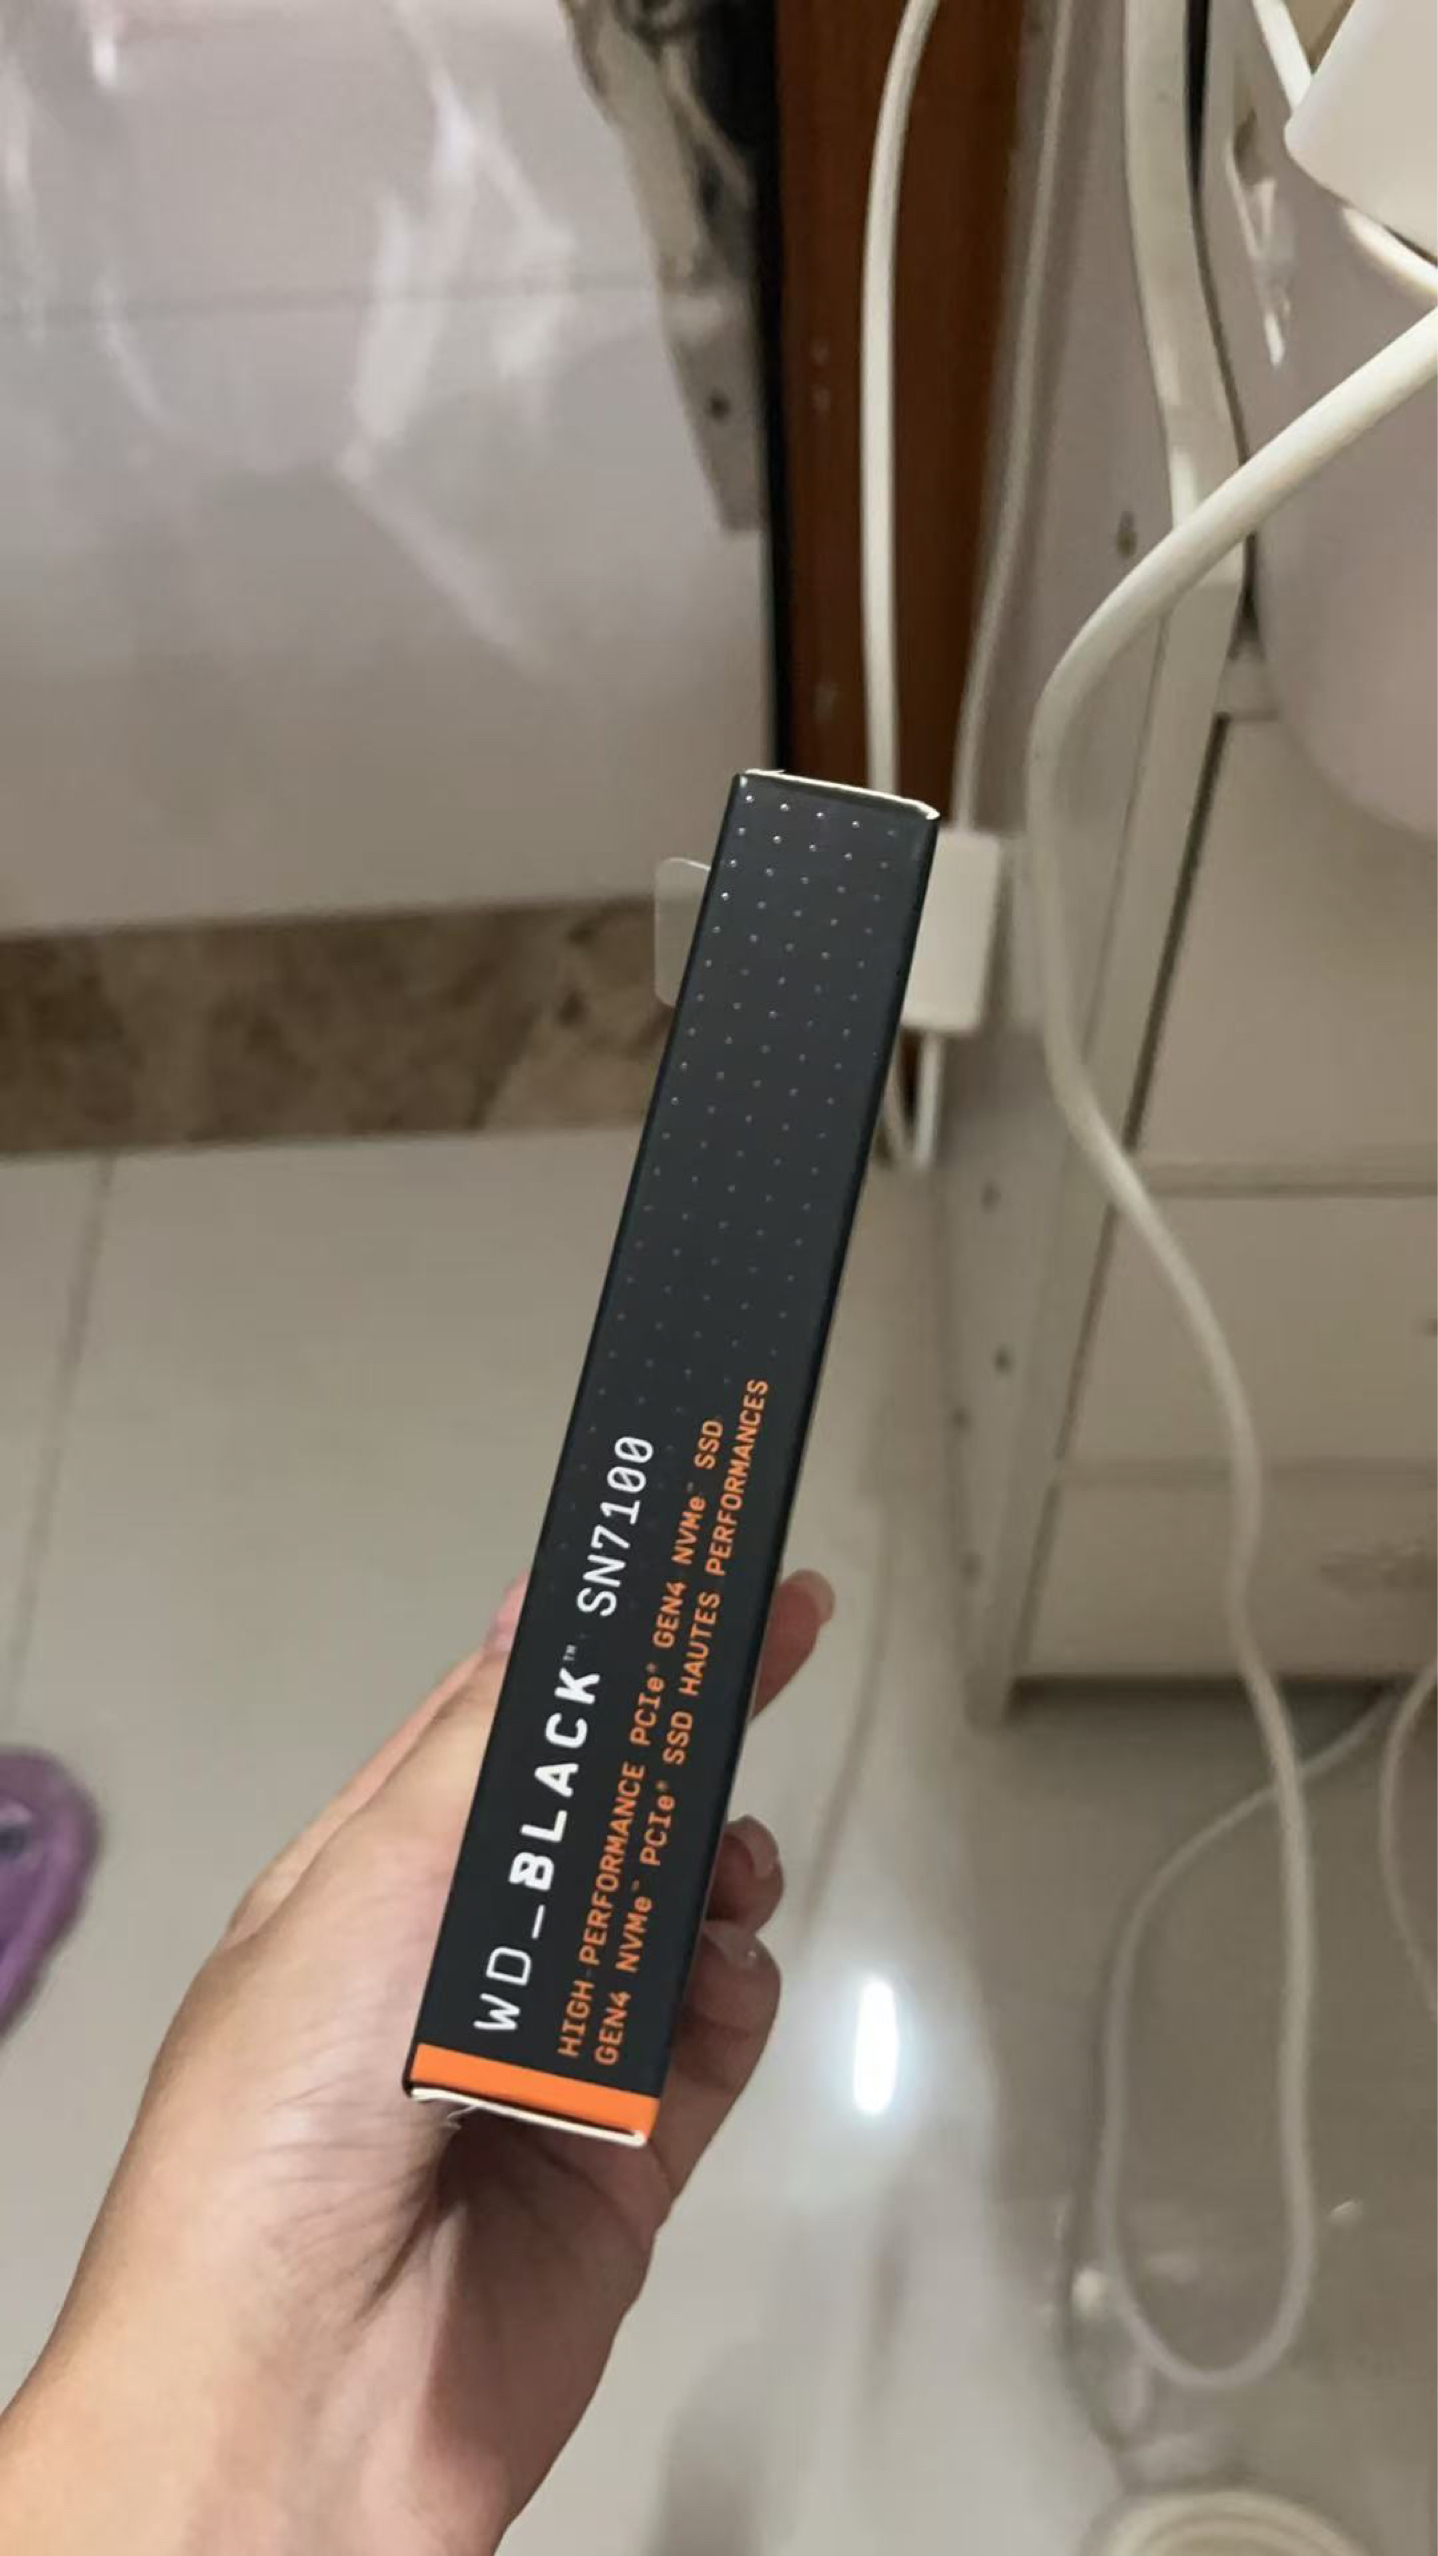 WD_BLACK™ SN7100
HIGH-PERFORMANCE PCIe® GEN4 NVMe™ SSD
GEN4 NVMe™ PCIe® SSD HAUTES PERFORMANCES